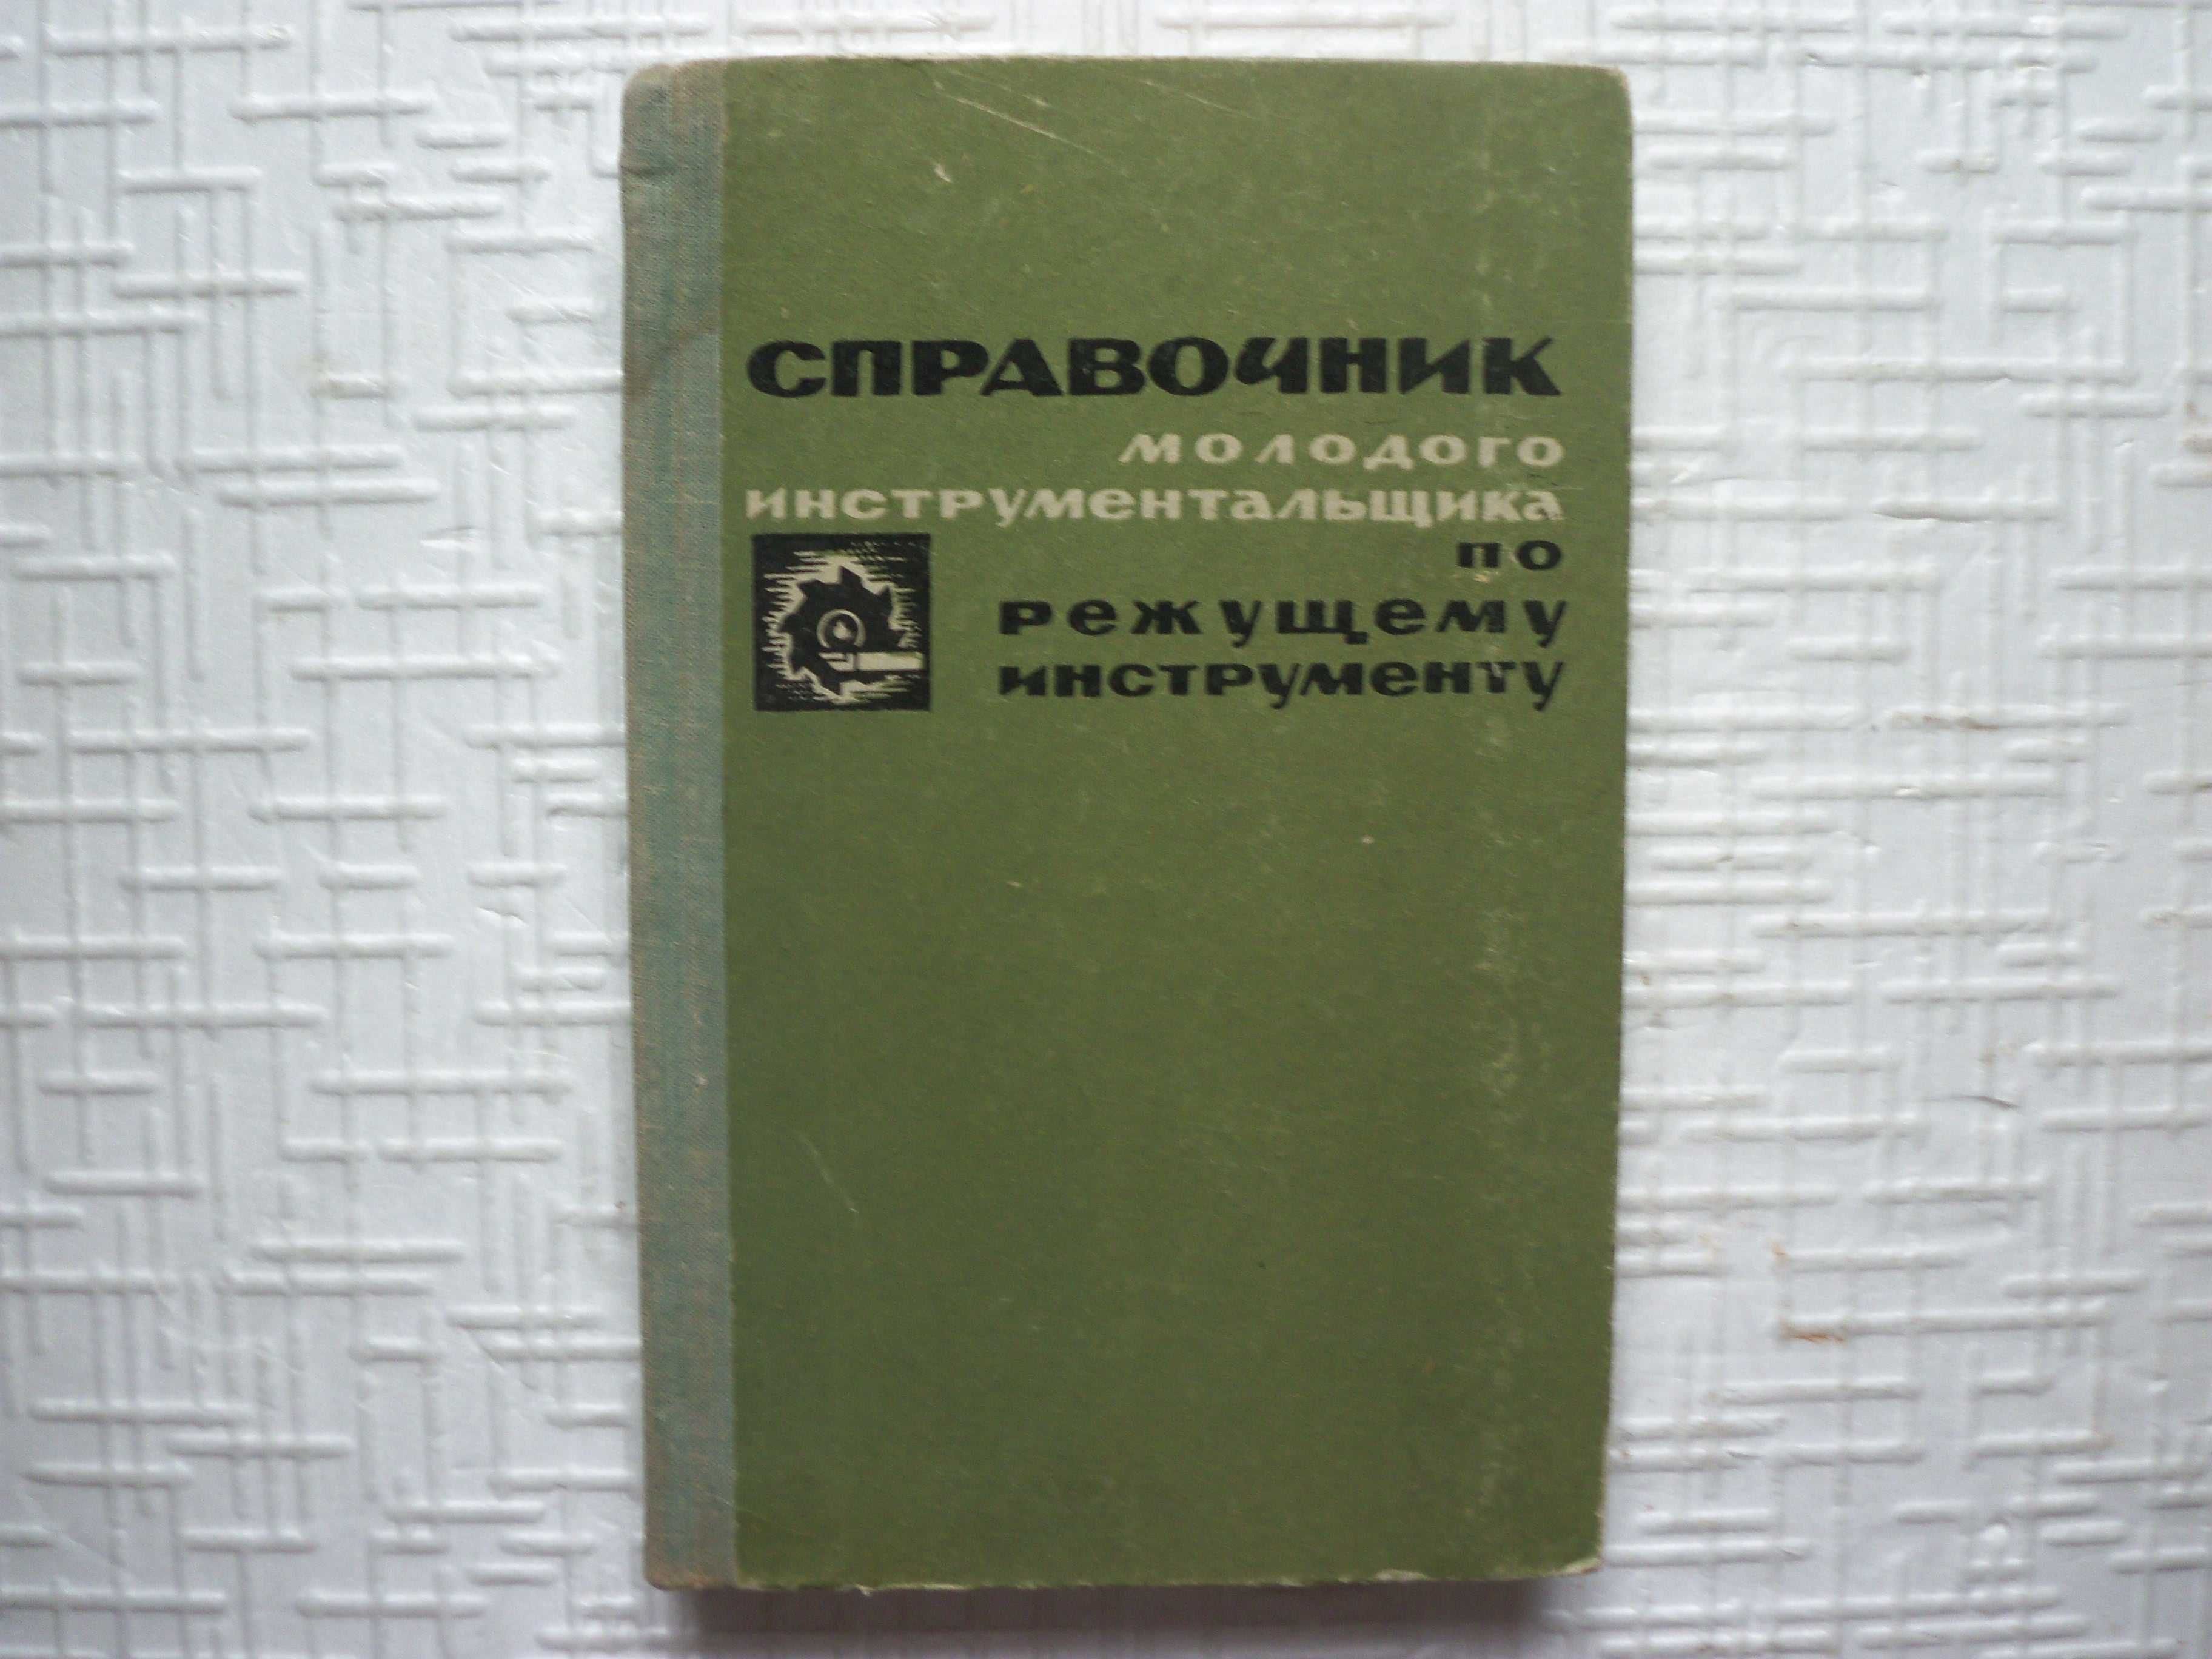 СПРАВОЧНИК
МОЛОДОГО
ИНСТРУМЕНТАЛЬЩИКА
ПО
РЕЖУЩЕМУ
ИНСТРУМЕНТУ